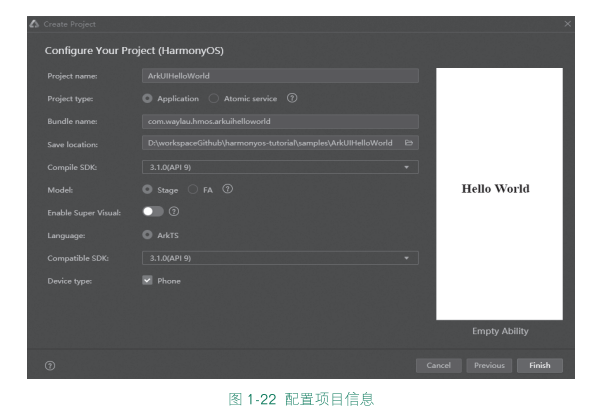 Create Project
Configure Your Project (HarmonyOS)
Project name: ArkUIHelloWorld
Project type: Application Atomic service ?
Bundle name: com.waylau.hmos.arkuihelloworld
Save location: D:\workspaceGithub\harmonyos-tutorial\samples\ArkUIHelloWorld
Compile SDK: 3.1.0(API 9)
Model: Stage FA ?
Enable Super Visual: ?
Language: ArkTS
Compatible SDK: 3.1.0(API 9)
Device type: Phone
Hello World
Empty Ability
? Cancel Previous Finish
图 1-22 配置项目信息